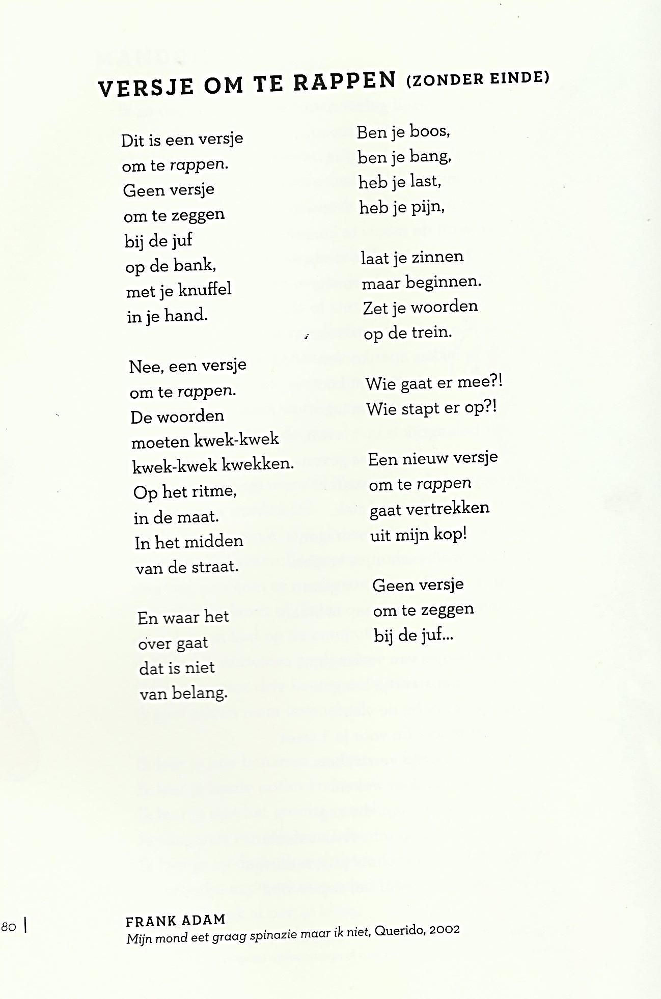 VERSJE OM TE RAPPEN (ZONDER EINDE)
Dit is een versje
om te rappen.
Geen versje
om te zeggen
bij de juf
op de bank,
met je knuffel
in je hand.
Nee, een versje
om te rappen.
De woorden
moeten kwek-kwek
kwek-kwek kwekken.
Op het ritme,
in de maat.
In het midden
van de straat.
En waar het
over gaat
dat is niet
van belang.
Ben je boos,
ben je bang,
heb je last,
heb je pijn,
laat je zinnen
maar beginnen.
Zet je woorden
op de trein.
Wie gaat er mee?!
Wie stapt er op?!
Een nieuw versje
om te rappen
gaat vertrekken
uit mijn kop!
Geen versje
om te zeggen
bij de juf...
80 |
FRANK ADAM
Mijn mond eet graag spinazie maar ik niet, Querido, 2002